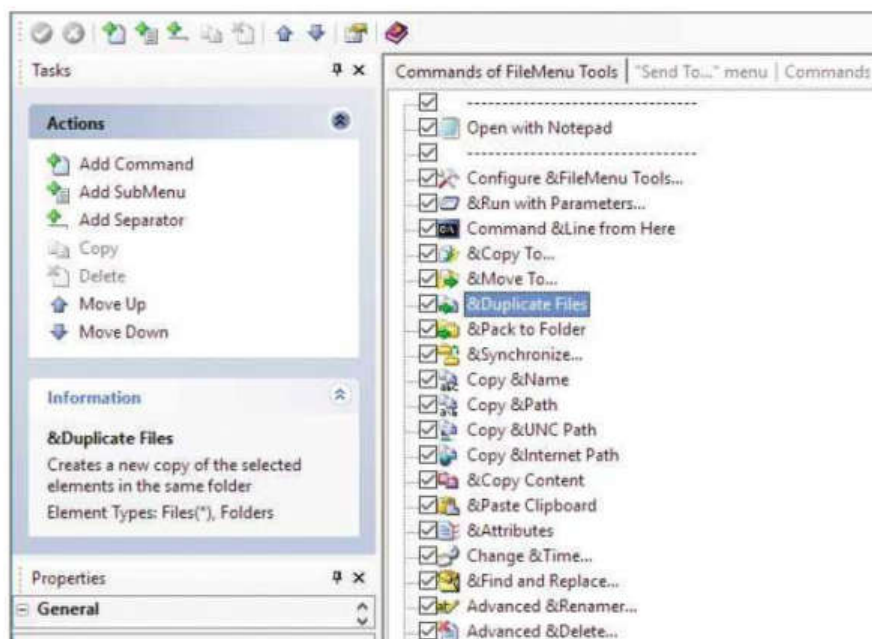 Tasks
Actions
Add Command
Add SubMenu
Add Separator
Copy
Delete
Move Up
Move Down
Information
&Duplicate Files
Creates a new copy of the selected
elements in the same folder
Element Types: Files(*), Folders
Properties
General
Commands of FileMenu Tools
"Send To..." menu
Commands
---------------------------------
Open with Notepad
---------------------------------
Configure &FileMenu Tools...
&Run with Parameters...
Command &Line from Here
&Copy To...
&Move To...
&Duplicate Files
&Pack to Folder
&Synchronize...
Copy &Name
Copy &Path
Copy &UNC Path
Copy &Internet Path
&Copy Content
&Paste Clipboard
&Attributes
Change &Time...
&Find and Replace...
Advanced &Renamer...
Advanced &Delete...